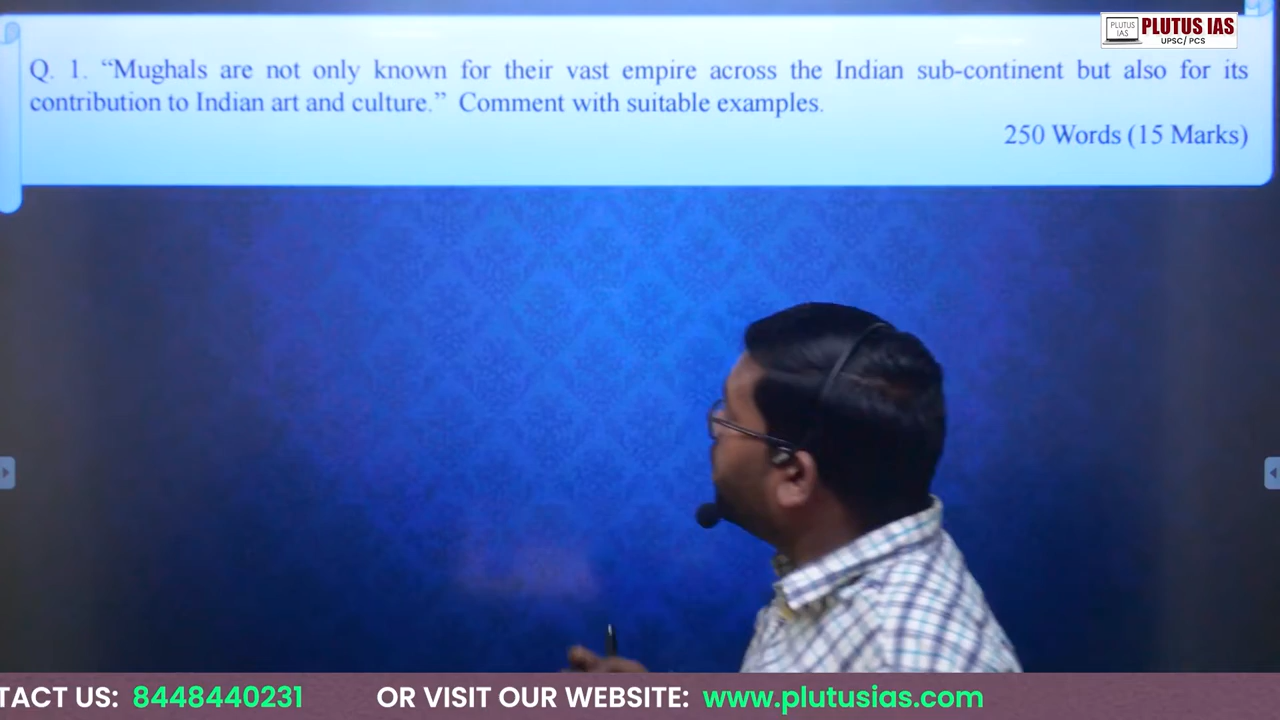 PLUTUS IAS
PLUTUS
IAS
UPSC/ PCS
Q. 1. “Mughals are not only known for their vast empire across the Indian sub-continent but also for its
contribution to Indian art and culture.” Comment with suitable examples.
250 Words (15 Marks)
TACT US: 8448440231 OR VISIT OUR WEBSITE: www.plutusias.com